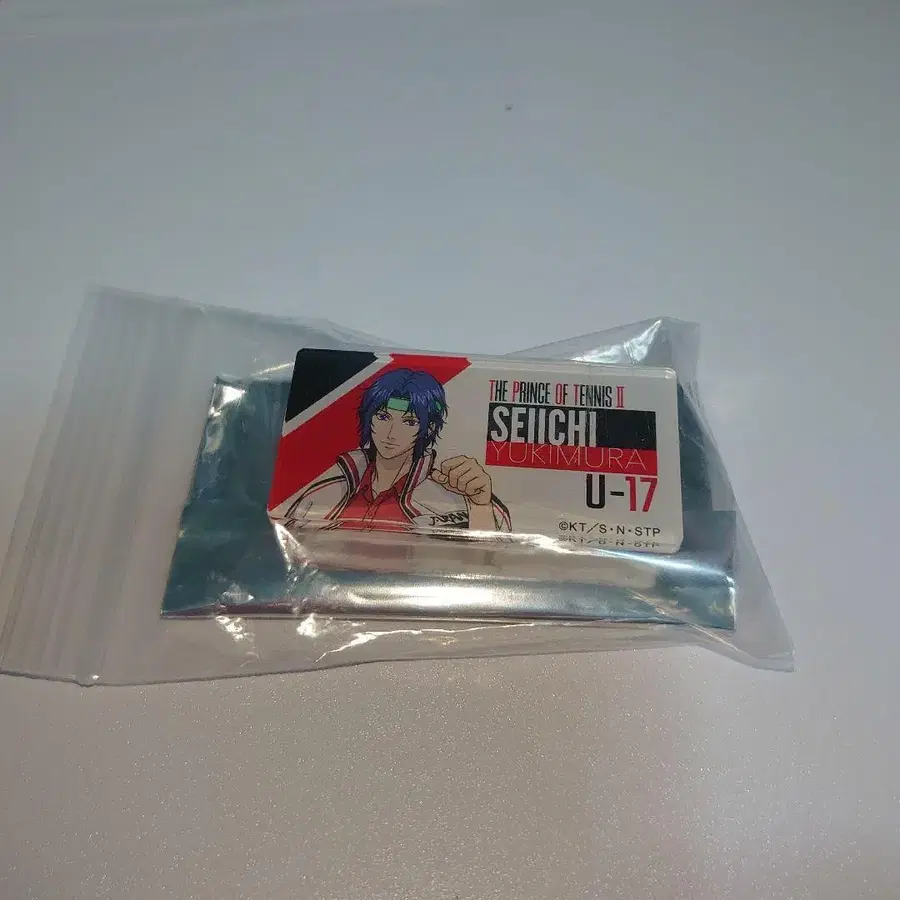 THE PRINCE OF TENNIS II
SEIICHI
YUKIMURA
U-17
©KT/S・N・STP